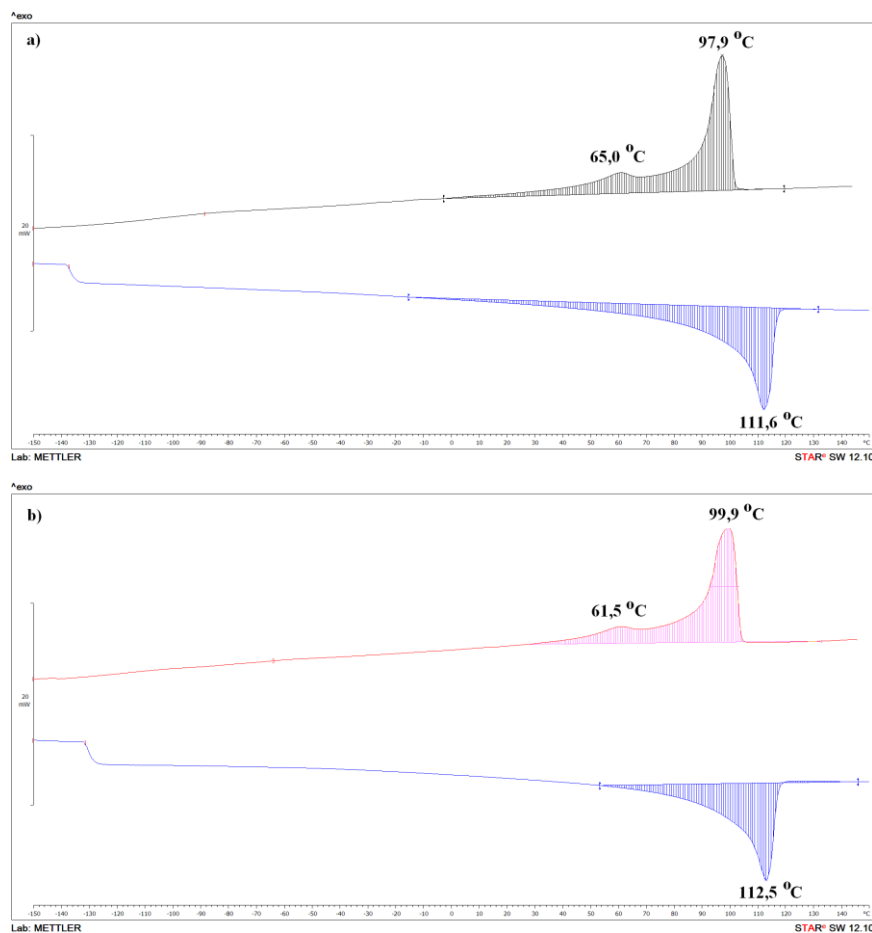 ^exo
a)
97,9 °C
65,0 °C
20
mW
-150 -140 -130 -120 -110 -100 -90 -80 -70 -60 -50 -40 -30 -20 -10 0 10 20 30 40 50 60 70 80 90 100 110 120 130 140 °C
111,6 °C
Lab: METTLER STARe SW 12.10
^exo
b)
99,9 °C
61,5 °C
20
mW
-150 -140 -130 -120 -110 -100 -90 -80 -70 -60 -50 -40 -30 -20 -10 0 10 20 30 40 50 60 70 80 90 100 110 120 130 140 °C
112,5 °C
Lab: METTLER STARe SW 12.10